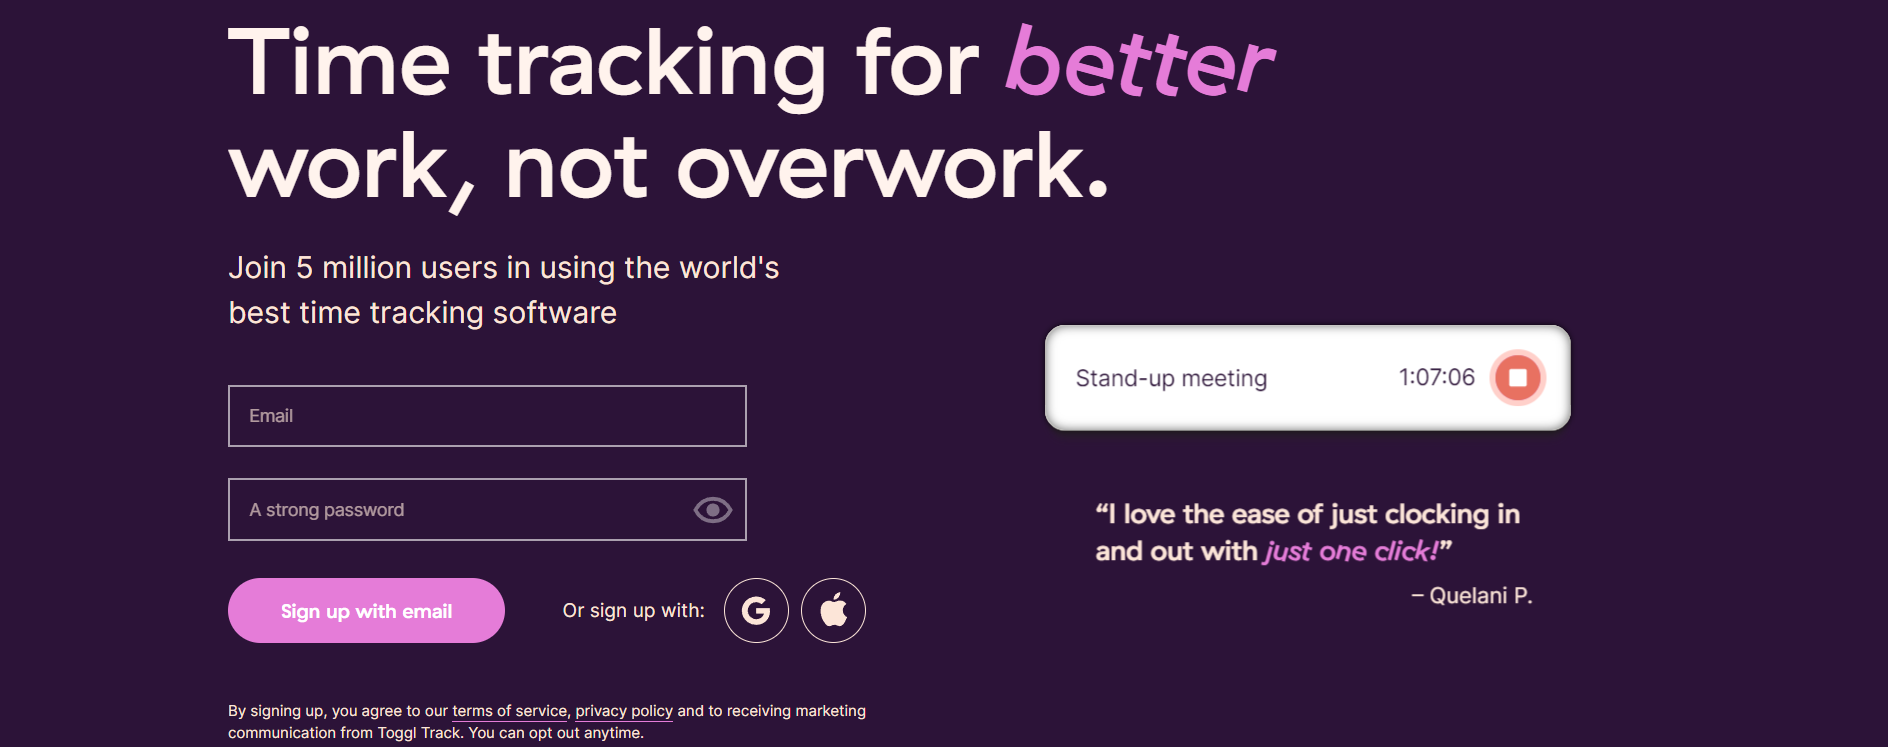 Time tracking for better
work, not overwork.
Join 5 million users in using the world's
best time tracking software
Email
A strong password
Sign up with email
Or sign up with:
G
By signing up, you agree to our terms of service, privacy policy and to receiving marketing
communication from Toggl Track. You can opt out anytime.
Stand-up meeting 1:07:06
“I love the ease of just clocking in
and out with just one click!”
– Quelani P.